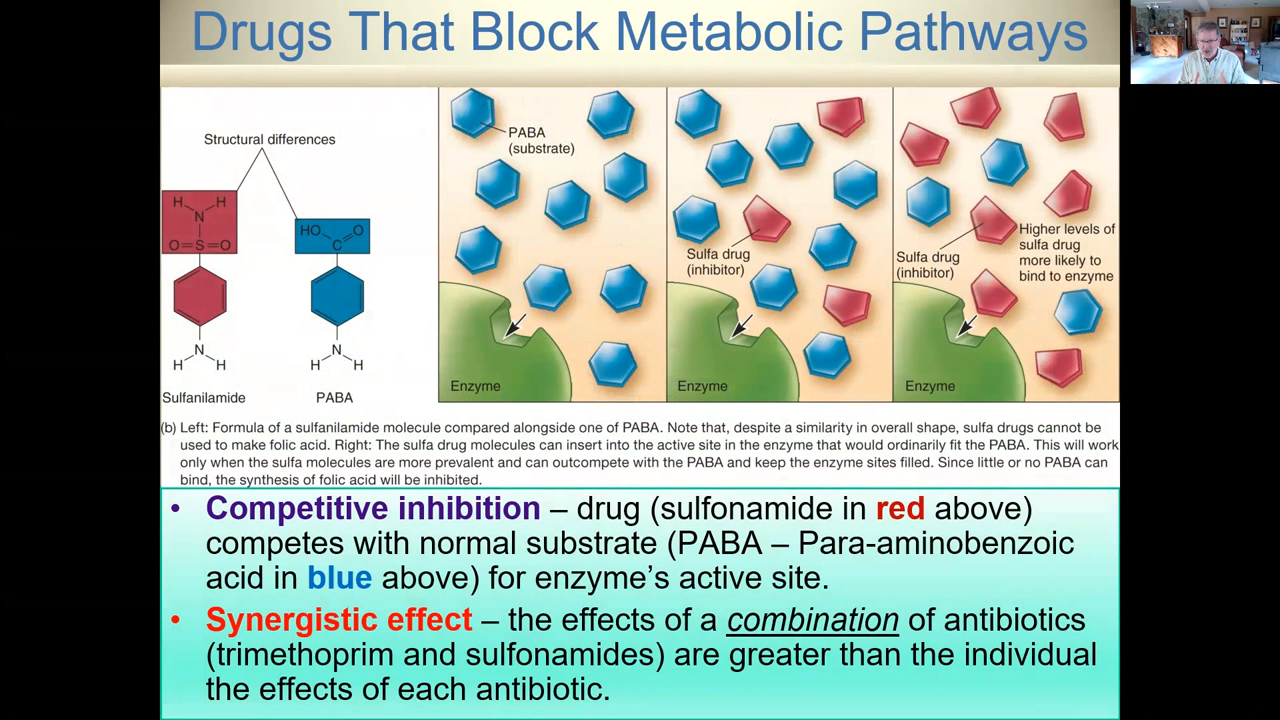 Drugs That Block Metabolic Pathways
Structural differences
H H
N
O=S=O
N
H H
Sulfanilamide
HO O
C
N
H H
PABA
PABA
(substrate)
Enzyme
Sulfa drug
(inhibitor)
Enzyme
Sulfa drug
(inhibitor)
Higher levels of
sulfa drug
more likely to
bind to enzyme
Enzyme
(b) Left: Formula of a sulfanilamide molecule compared alongside one of PABA. Note that, despite a similarity in overall shape, sulfa drugs cannot be
used to make folic acid. Right: The sulfa drug molecules can insert into the active site in the enzyme that would ordinarily fit the PABA. This will work
only when the sulfa molecules are more prevalent and can outcompete with the PABA and keep the enzyme sites filled. Since little or no PABA can
bind, the synthesis of folic acid will be inhibited.
• Competitive inhibition – drug (sulfonamide in red above)
competes with normal substrate (PABA – Para-aminobenzoic
acid in blue above) for enzyme's active site.
• Synergistic effect – the effects of a combination of antibiotics
(trimethoprim and sulfonamides) are greater than the individual
the effects of each antibiotic.